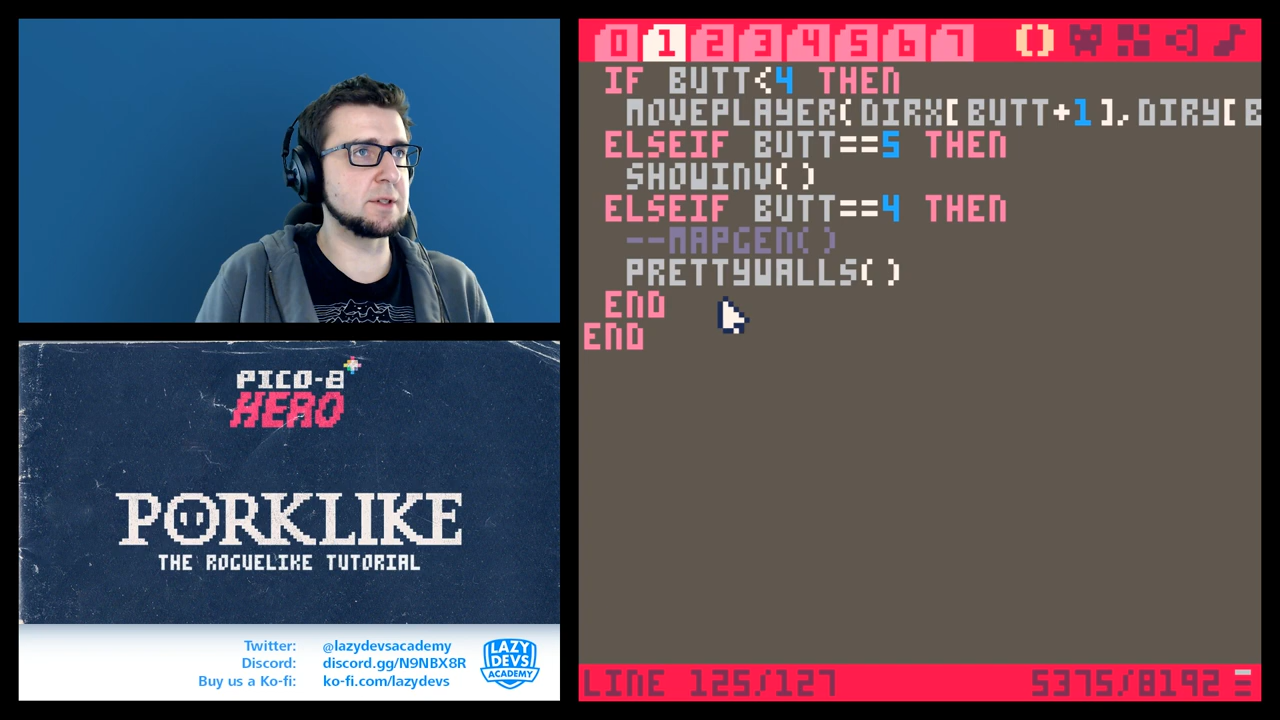 0 1 2 3 4 5 6 7
IF BUTT<4 THEN
MOVEPLAYER(DIRX[BUTT+1],DIRY[B
ELSEIF BUTT==5 THEN
SHOWINV()
ELSEIF BUTT==4 THEN
--MAPGEN()
PRETTYWALLS()
END
END
LINE 125/127 5375/8192
PICO-8
HERO
PORKLIKE
THE ROGUELIKE TUTORIAL
Twitter: @lazydevsacademy
Discord: discord.gg/N9NBX8R
Buy us a Ko-fi: ko-fi.com/lazydevs
LAZY
DEVS
ACADEMY